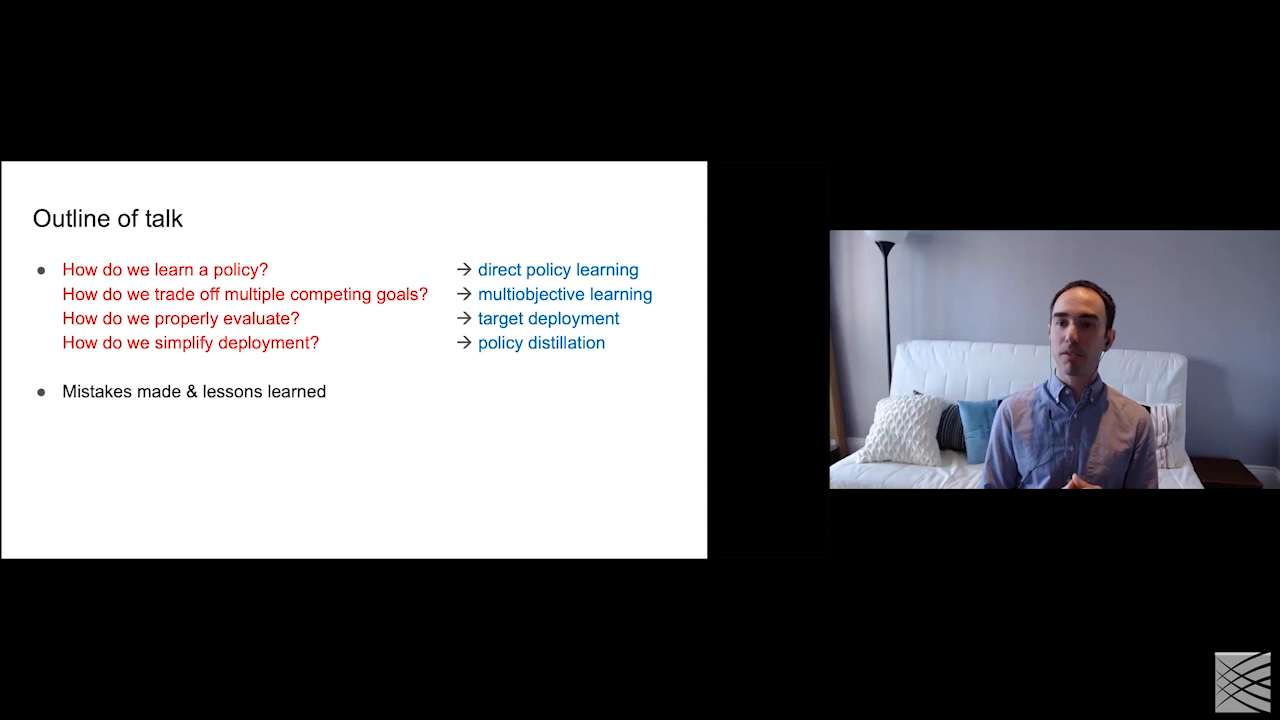 Outline of talk
● How do we learn a policy? → direct policy learning
How do we trade off multiple competing goals? → multiobjective learning
How do we properly evaluate? → target deployment
How do we simplify deployment? → policy distillation
● Mistakes made & lessons learned